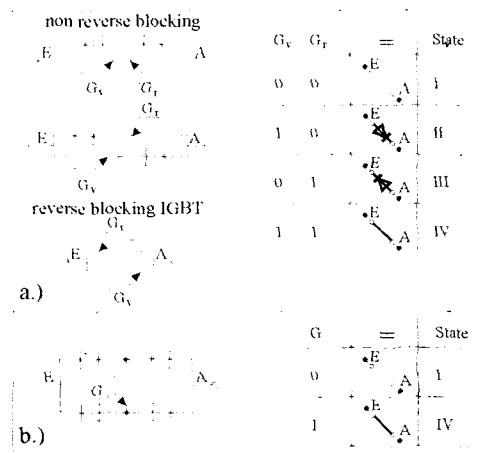 non reverse blocking
E A
Gv Gr
Gr
E A
Gv
reverse blocking IGBT
Gr
E A
Gv
a.)
Gv Gr = State
E
0 0 A I
E
1 0 A II
E
0 1 A III
E
1 1 A IV
E A
G
b.)
G = State
E
0 A I
E
1 A IV